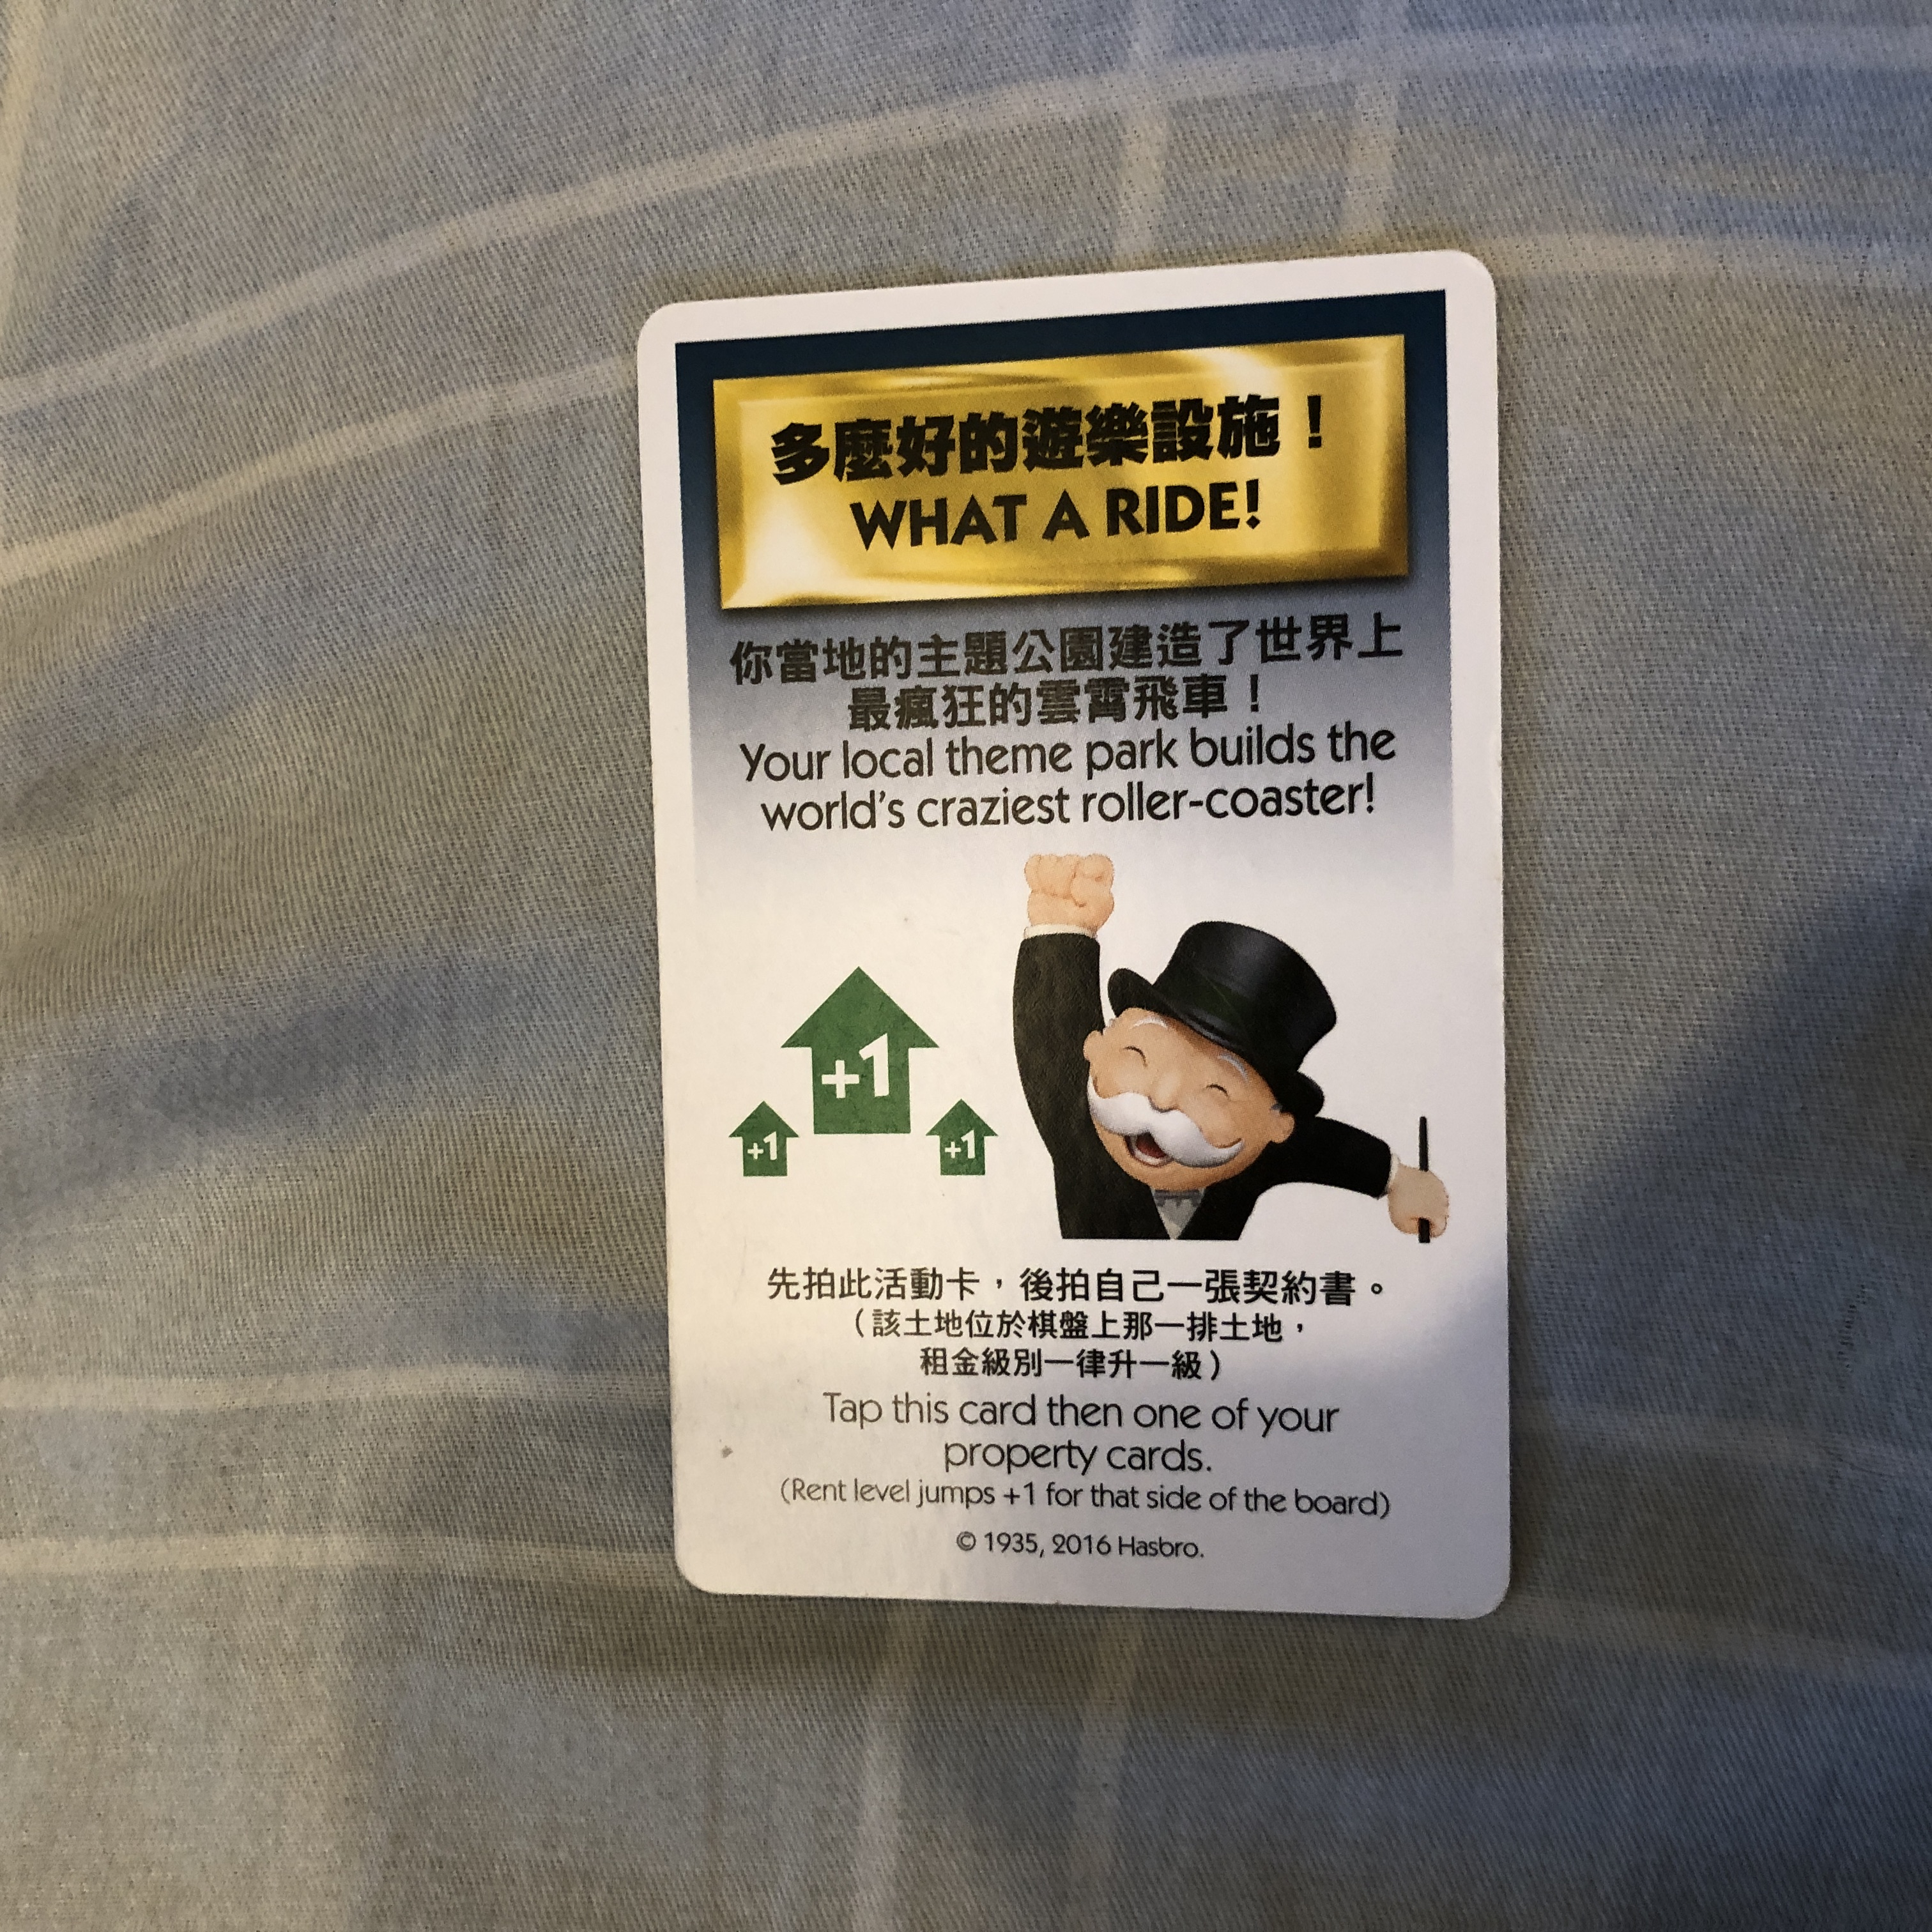 多麼好的遊樂設施！
WHAT A RIDE!
你當地的主題公園建造了世界上
最瘋狂的雲霄飛車！
Your local theme park builds the
world's craziest roller-coaster!
+1
+1
+1
先拍此活動卡，後拍自己一張契約書。
（該土地位於棋盤上那一排土地，
租金級別一律升一級）
Tap this card then one of your
property cards.
(Rent level jumps +1 for that side of the board)
© 1935, 2016 Hasbro.